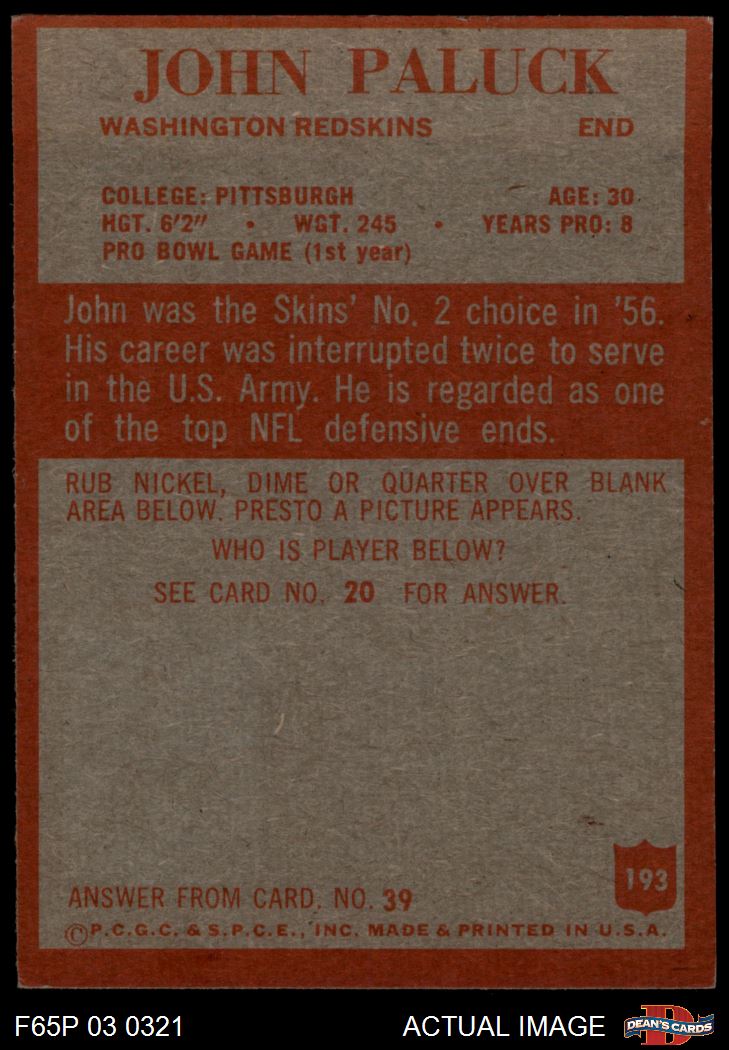 JOHN PALUCK
WASHINGTON REDSKINS END
COLLEGE: PITTSBURGH AGE: 30
HGT. 6'2" • WGT. 245 • YEARS PRO: 8
PRO BOWL GAME (1st year)
John was the Skins' No. 2 choice in '56.
His career was interrupted twice to serve
in the U.S. Army. He is regarded as one
of the top NFL defensive ends.
RUB NICKEL, DIME OR QUARTER OVER BLANK
AREA BELOW. PRESTO A PICTURE APPEARS.
WHO IS PLAYER BELOW?
SEE CARD NO. 20 FOR ANSWER.
193
ANSWER FROM CARD. NO. 39
©P.C.G.C. & S.P.C.E., INC. MADE & PRINTED IN U.S.A.
F65P 03 0321 ACTUAL IMAGE DEAN'S CARDS